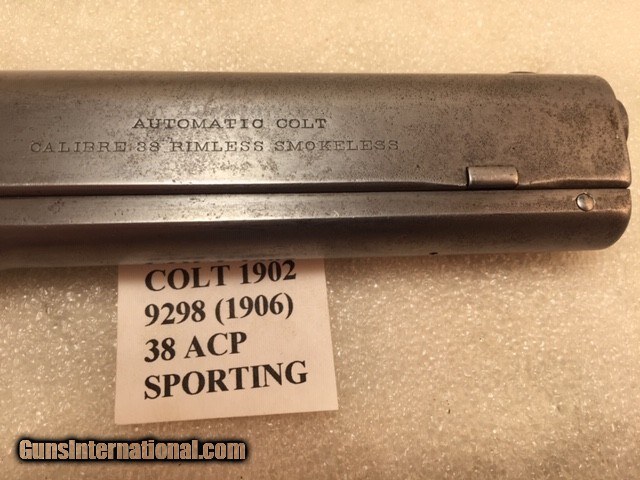 AUTOMATIC COLT
CALIBRE 38 RIMLESS SMOKELESS
COLT 1902
9298 (1906)
38 ACP
SPORTING
GunsInternational.com